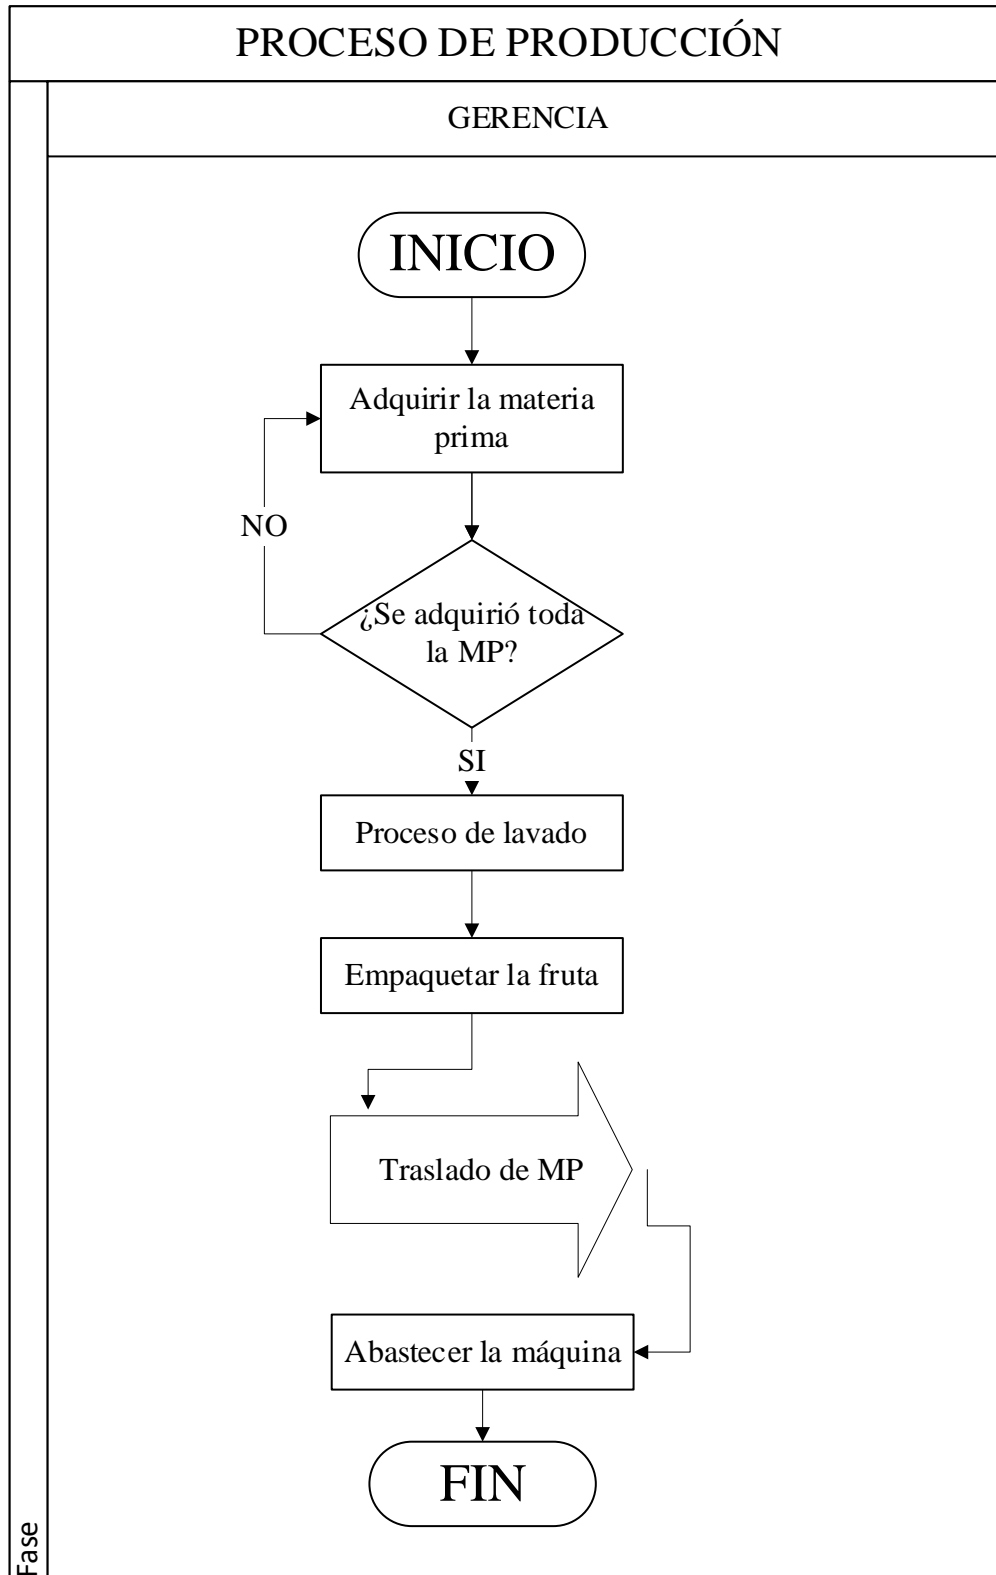 PROCESO DE PRODUCCIÓN
GERENCIA
INICIO
Adquirir la materia
prima
NO
¿Se adquirió toda
la MP?
SI
Proceso de lavado
Empaquetar la fruta
Traslado de MP
Abastecer la máquina
FIN
Fase